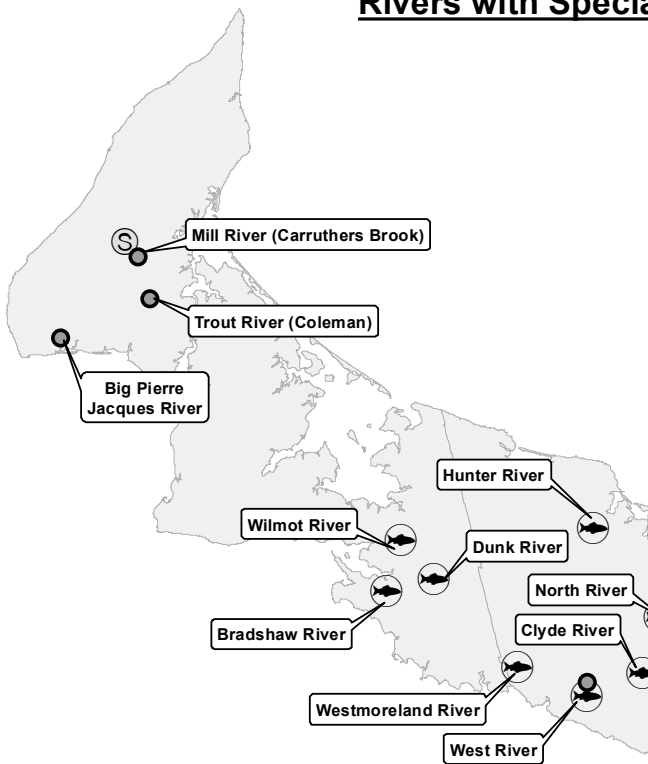 Rivers with Specia
S
Mill River (Carruthers Brook)
Trout River (Coleman)
Big Pierre
Jacques River
Hunter River
Wilmot River
Dunk River
North River
Bradshaw River
Clyde River
Westmoreland River
West River